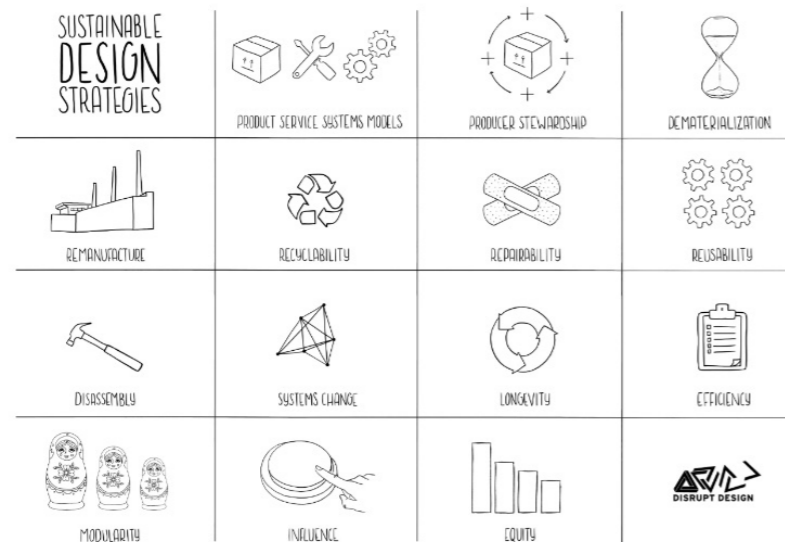 SUSTAINABLE
DESIGN
STRATEGIES
PRODUCT SERVICE SYSTEMS MODELS
PRODUCER STEWARDSHIP
DEMATERIALIZATION
REMANUFACTURE
RECYCLABILITY
REPAIRABILITY
REUSABILITY
DISASSEMBLY
SYSTEMS CHANGE
LONGEVITY
EFFICIENCY
MODULARITY
INFLUENCE
EQUITY
DISRUPT DESIGN